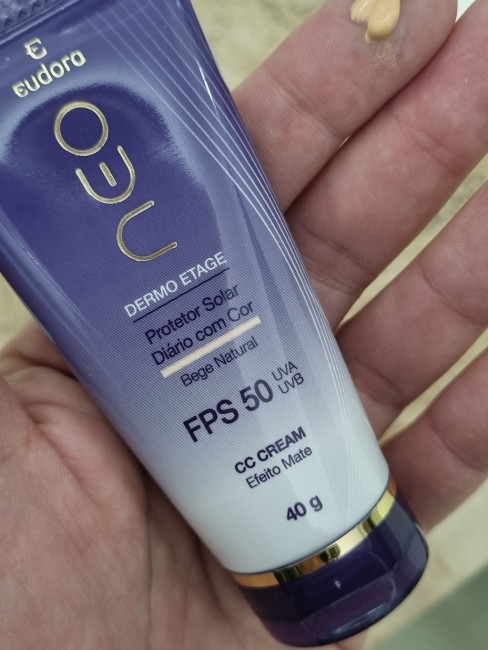 eudora
neo
DERMO ETAGE
Protetor Solar
Diário com Cor
Bege Natural
FPS 50 UVA
UVB
CC CREAM
Efeito Mate
40 g